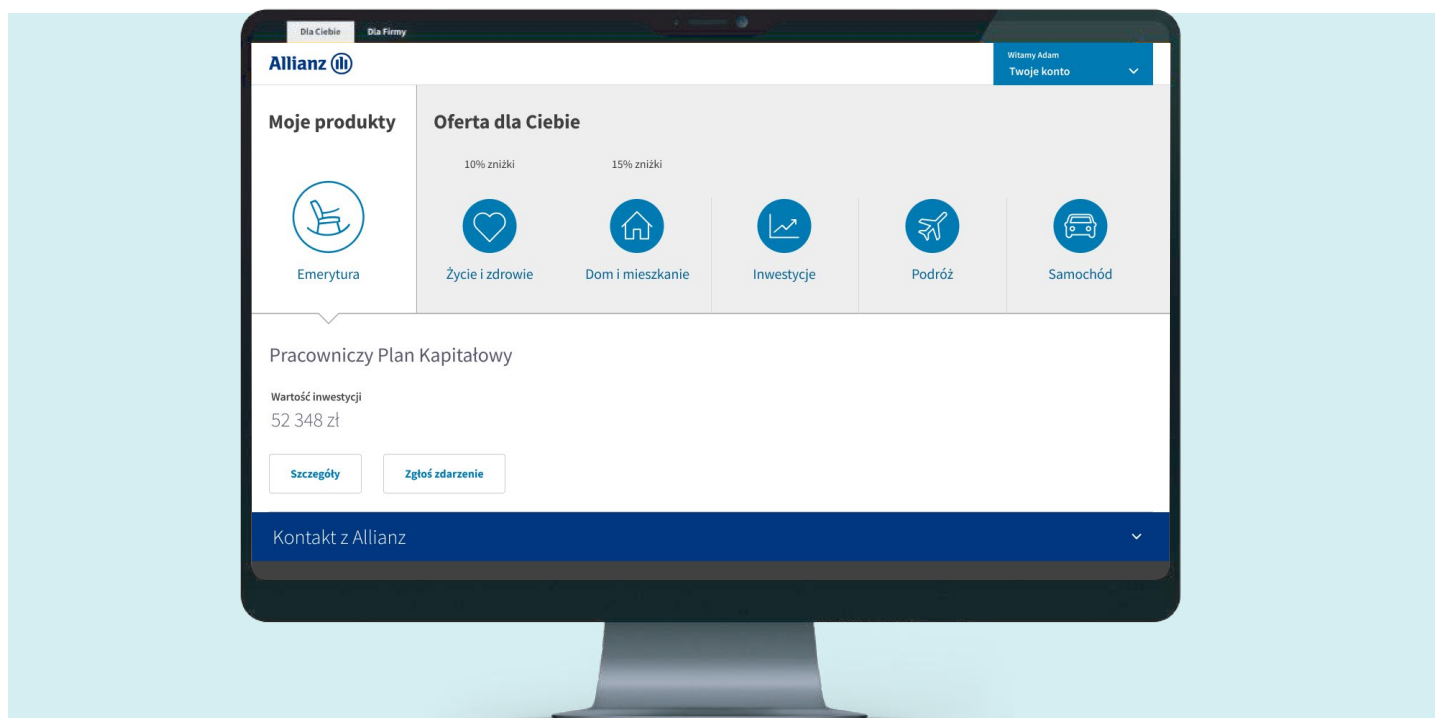 Dla Ciebie Dla Firmy
Allianz
Witamy Adam
Twoje konto
Moje produkty
Oferta dla Ciebie
10% zniżki
15% zniżki
Emerytura
Życie i zdrowie
Dom i mieszkanie
Inwestycje
Podróż
Samochód
Pracowniczy Plan Kapitałowy
Wartość inwestycji
52 348 zł
Szczegóły
Zgłoś zdarzenie
Kontakt z Allianz